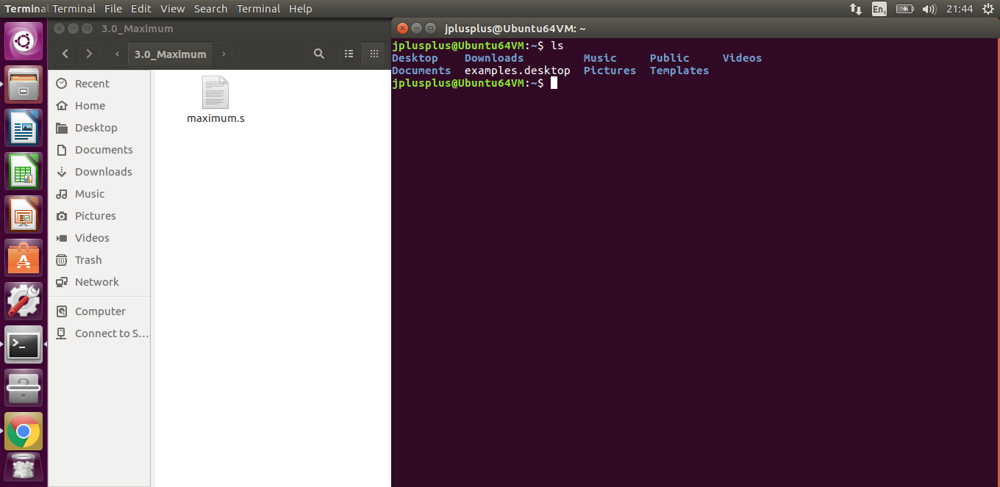 Terminal Terminal File Edit View Search Terminal Help En1 21:44
3.0_Maximum
3.0_Maximum
Recent
Home
Desktop
Documents
Downloads
Music
Pictures
Videos
Trash
Network
Computer
Connect to S...
maximum.s
jplusplus@Ubuntu64VM: ~
jplusplus@Ubuntu64VM:~$ ls
Desktop Downloads Music Public Videos
Documents examples.desktop Pictures Templates
jplusplus@Ubuntu64VM:~$